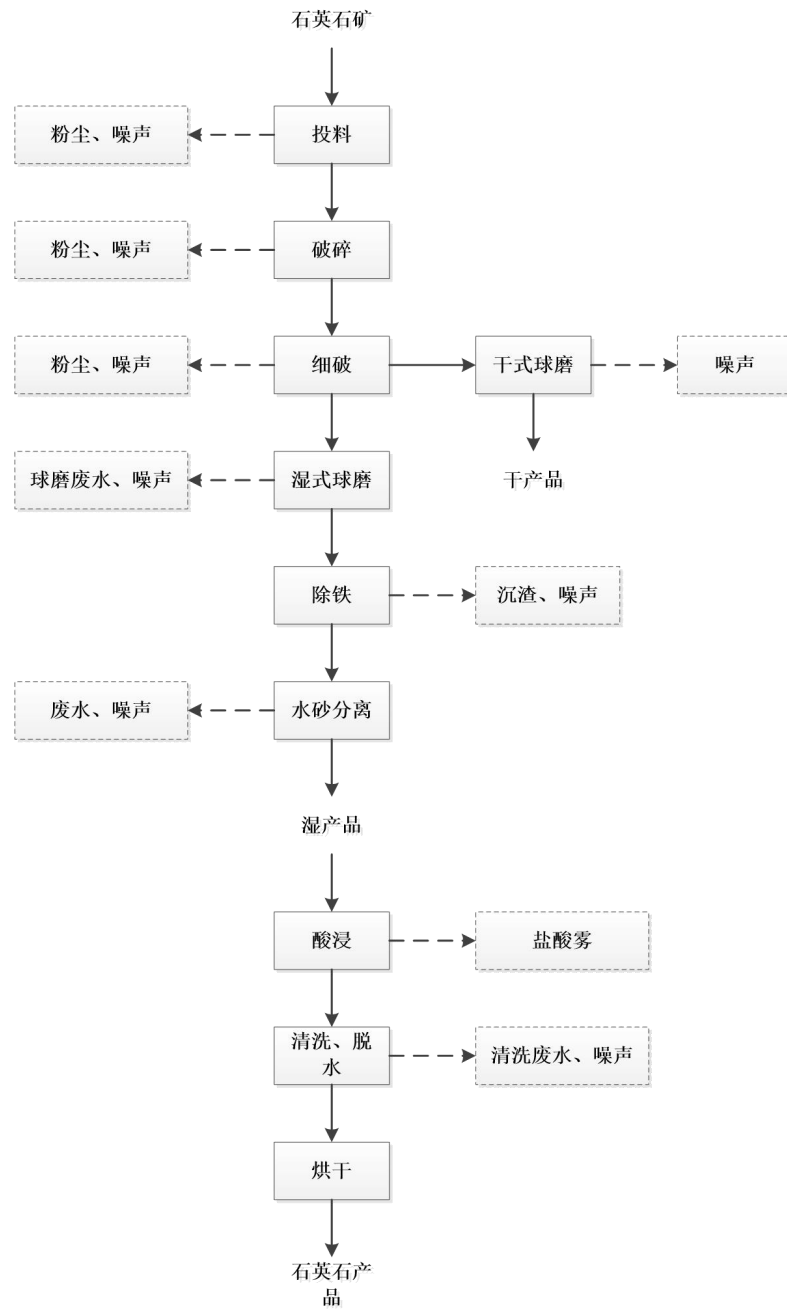 石英石矿
粉尘、噪声
投料
粉尘、噪声
破碎
粉尘、噪声
细破
干式球磨
噪声
球磨废水、噪声
湿式球磨
干产品
除铁
沉渣、噪声
废水、噪声
水砂分离
湿产品
酸浸
盐酸雾
清洗、脱
水
清洗废水、噪声
烘干
石英石产
品